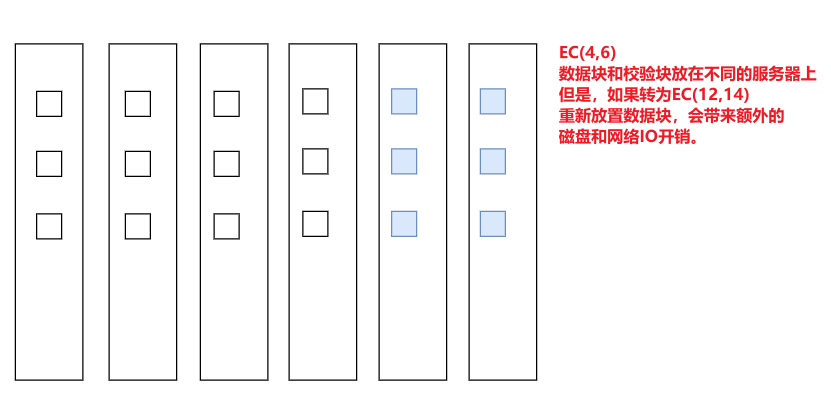 EC(4,6)
数据块和校验块放在不同的服务器上
但是，如果转为EC(12,14)
重新放置数据块，会带来额外的
磁盘和网络IO开销。